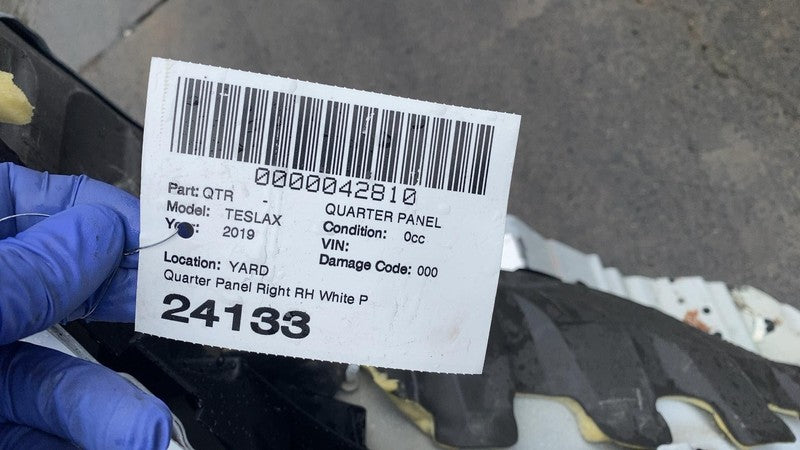 0000042810
Part: QTR -
QUARTER PANEL
Model: TESLAX
Condition: 0cc
Year: 2019
VIN:
Damage Code: 000
Location: YARD
Quarter Panel Right RH White P
24133